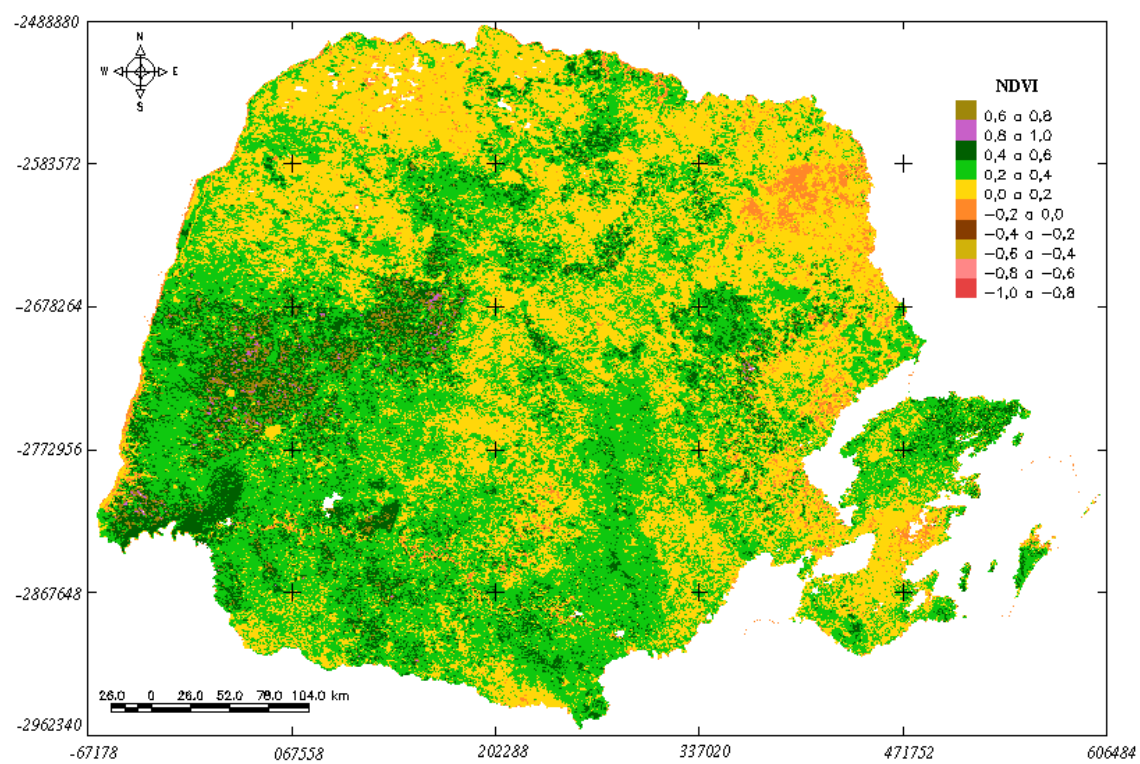 -2488880
N
W E
S
NDVI
0,6 a 0,8
0,8 a 1,0
0,4 a 0,6
0,2 a 0,4
0,0 a 0,2
-0,2 a 0,0
-0,4 a -0,2
-0,6 a -0,4
-0,8 a -0,6
-1,0 a -0,8
-2583572
-2678264
-2772956
-2867648
26.0 0 26.0 52.0 78.0 104.0 km
-2962340
-67178 067558 202288 337020 471752 606484